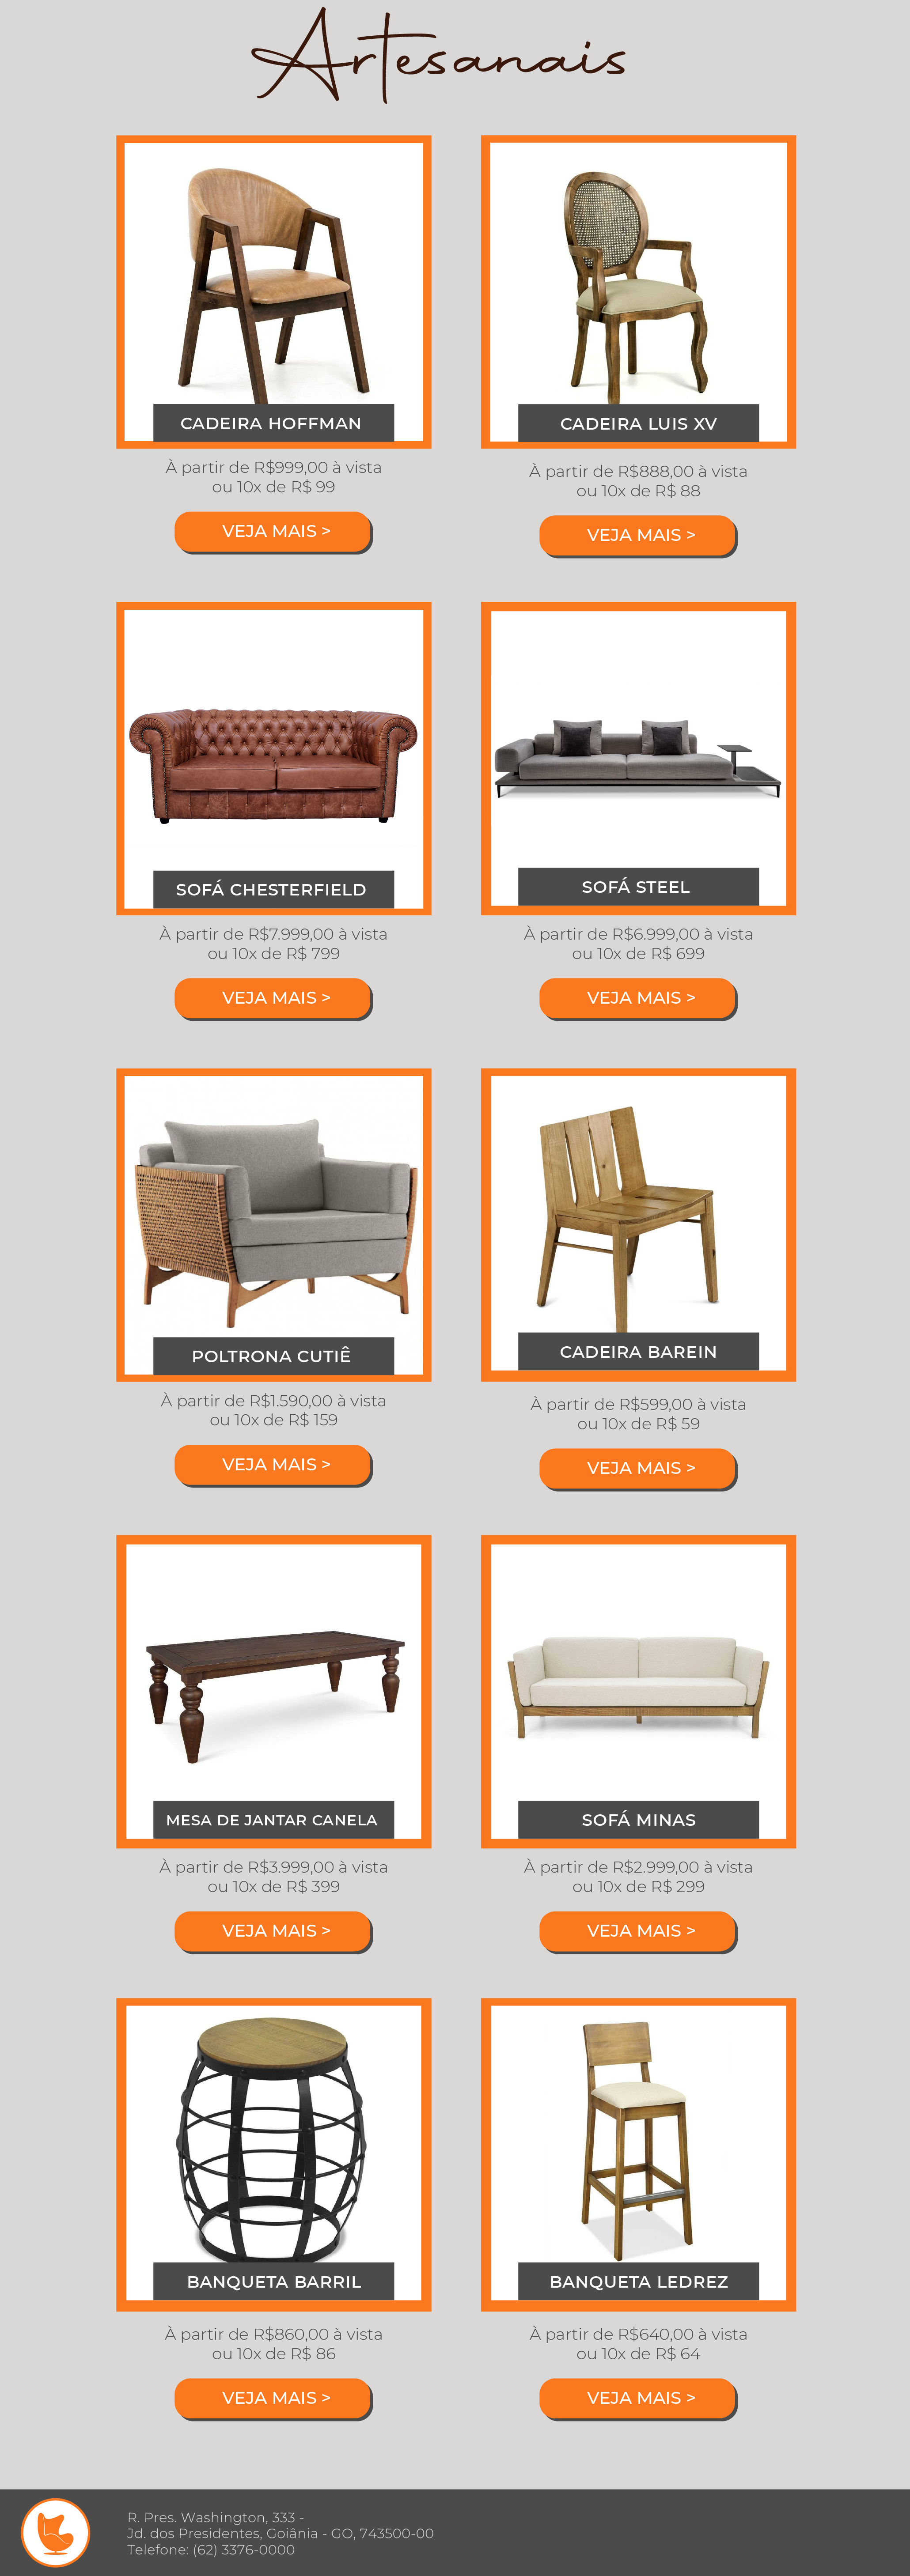 Artesanais
CADEIRA HOFFMAN
À partir de R$999,00 à vista
ou 10x de R$ 99
VEJA MAIS >
CADEIRA LUIS XV
À partir de R$888,00 à vista
ou 10x de R$ 88
VEJA MAIS >
SOFÁ CHESTERFIELD
À partir de R$7.999,00 à vista
ou 10x de R$ 799
VEJA MAIS >
SOFÁ STEEL
À partir de R$6.999,00 à vista
ou 10x de R$ 699
VEJA MAIS >
POLTRONA CUTIÊ
À partir de R$1.590,00 à vista
ou 10x de R$ 159
VEJA MAIS >
CADEIRA BAREIN
À partir de R$599,00 à vista
ou 10x de R$ 59
VEJA MAIS >
MESA DE JANTAR CANELA
À partir de R$3.999,00 à vista
ou 10x de R$ 399
VEJA MAIS >
SOFÁ MINAS
À partir de R$2.999,00 à vista
ou 10x de R$ 299
VEJA MAIS >
BANQUETA BARRIL
À partir de R$860,00 à vista
ou 10x de R$ 86
VEJA MAIS >
BANQUETA LEDREZ
À partir de R$640,00 à vista
ou 10x de R$ 64
VEJA MAIS >
R. Pres. Washington, 333 -
Jd. dos Presidentes, Goiânia - GO, 743500-00
Telefone: (62) 3376-0000